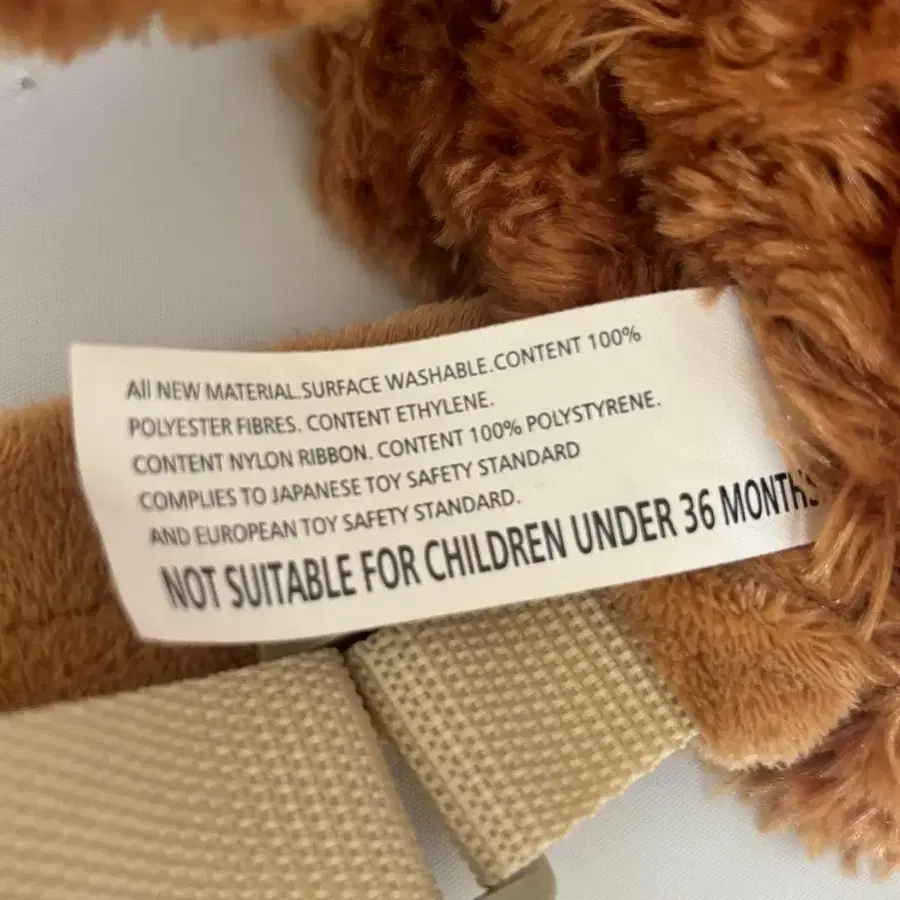 All NEW MATERIAL.SURFACE WASHABLE.CONTENT 100%
POLYESTER FIBRES. CONTENT ETHYLENE.
CONTENT NYLON RIBBON. CONTENT 100% POLYSTYRENE.
COMPLIES TO JAPANESE TOY SAFETY STANDARD
AND EUROPEAN TOY SAFETY STANDARD.
NOT SUITABLE FOR CHILDREN UNDER 36 MONTHS